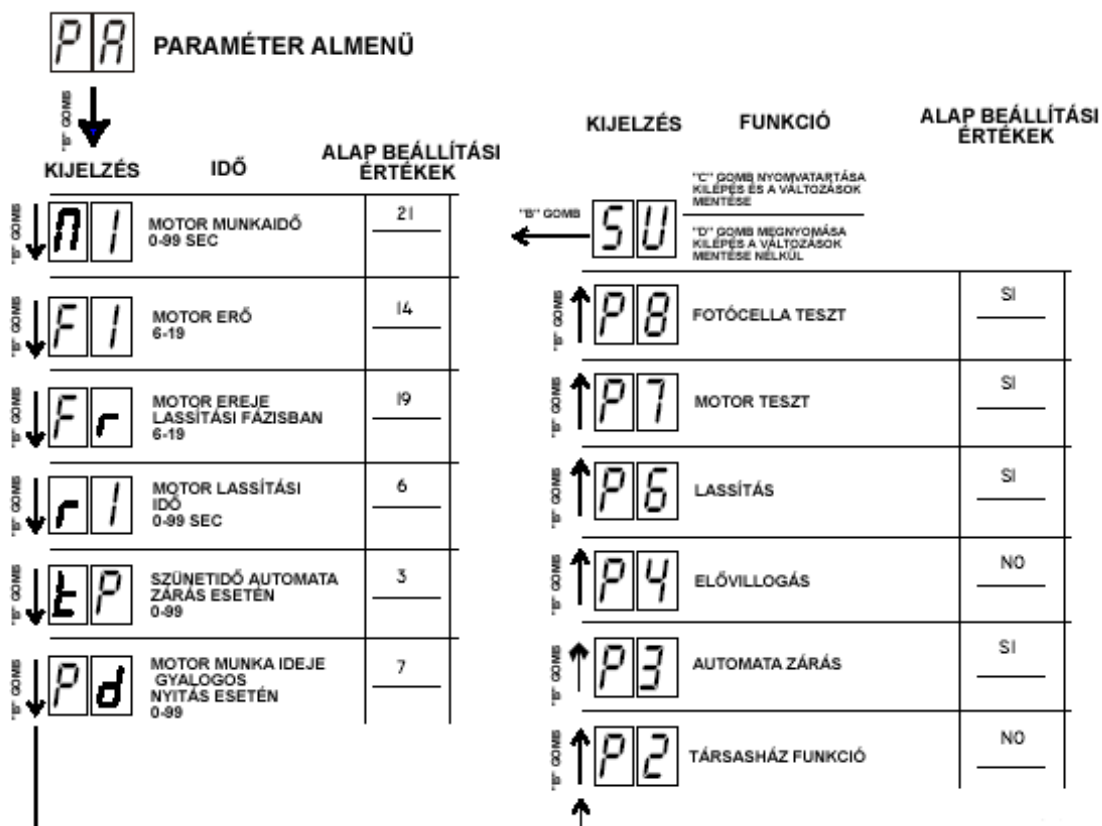 PA PARAMÉTER ALMENÜ
"B" GOMB
KIJELZÉS IDŐ ALAP BEÁLLÍTÁSI
ÉRTÉKEK
"B" GOMB
n1
MOTOR MUNKAIDŐ
0-99 SEC
21
"B" GOMB
F1
MOTOR ERŐ
6-19
14
"B" GOMB
Fr
MOTOR EREJE
LASSÍTÁSI FÁZISBAN
6-19
19
"B" GOMB
r1
MOTOR LASSÍTÁSI
IDŐ
0-99 SEC
6
"B" GOMB
tP
SZÜNETIDŐ AUTOMATA
ZÁRÁS ESETÉN
0-99
3
"B" GOMB
Pd
MOTOR MUNKA IDEJE
GYALOGOS
NYITÁS ESETÉN
0-99
7
KIJELZÉS FUNKCIÓ ALAP BEÁLLÍTÁSI
ÉRTÉKEK
"B" GOMB
SU
"C" GOMB NYOMVATARTÁSA
KILÉPÉS ÉS A VÁLTOZÁSOK
MENTÉSE
"D" GOMB MEGNYOMÁSA
KILÉPÉS A VÁLTOZÁSOK
MENTÉSE NÉLKÜL
"B" GOMB
P8
FOTÓCELLA TESZT
SI
"B" GOMB
P7
MOTOR TESZT
SI
"B" GOMB
P6
LASSÍTÁS
SI
"B" GOMB
P4
ELŐVILLOGÁS
NO
"B" GOMB
P3
AUTOMATA ZÁRÁS
SI
"B" GOMB
P2
TÁRSASHÁZ FUNKCIÓ
NO